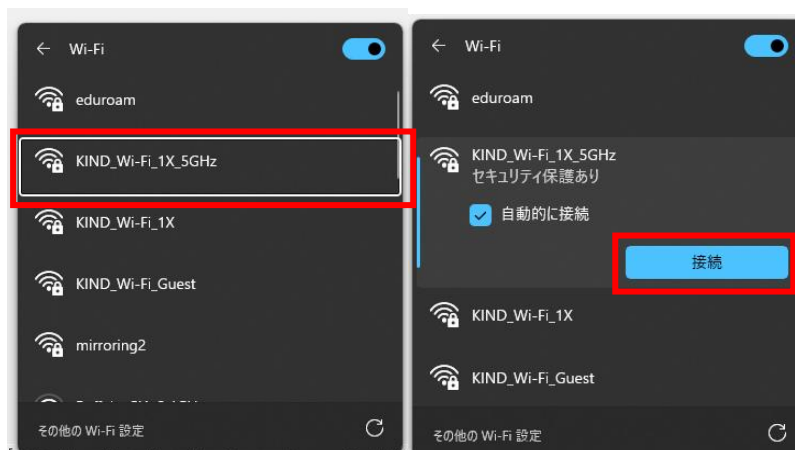 Wi-Fi
eduroam
KIND_Wi-Fi_1X_5GHz
KIND_Wi-Fi_1X
KIND_Wi-Fi_Guest
mirroring2
その他の Wi-Fi 設定
Wi-Fi
eduroam
KIND_Wi-Fi_1X_5GHz
セキュリティ保護あり
自動的に接続
接続
KIND_Wi-Fi_1X
KIND_Wi-Fi_Guest
その他の Wi-Fi 設定